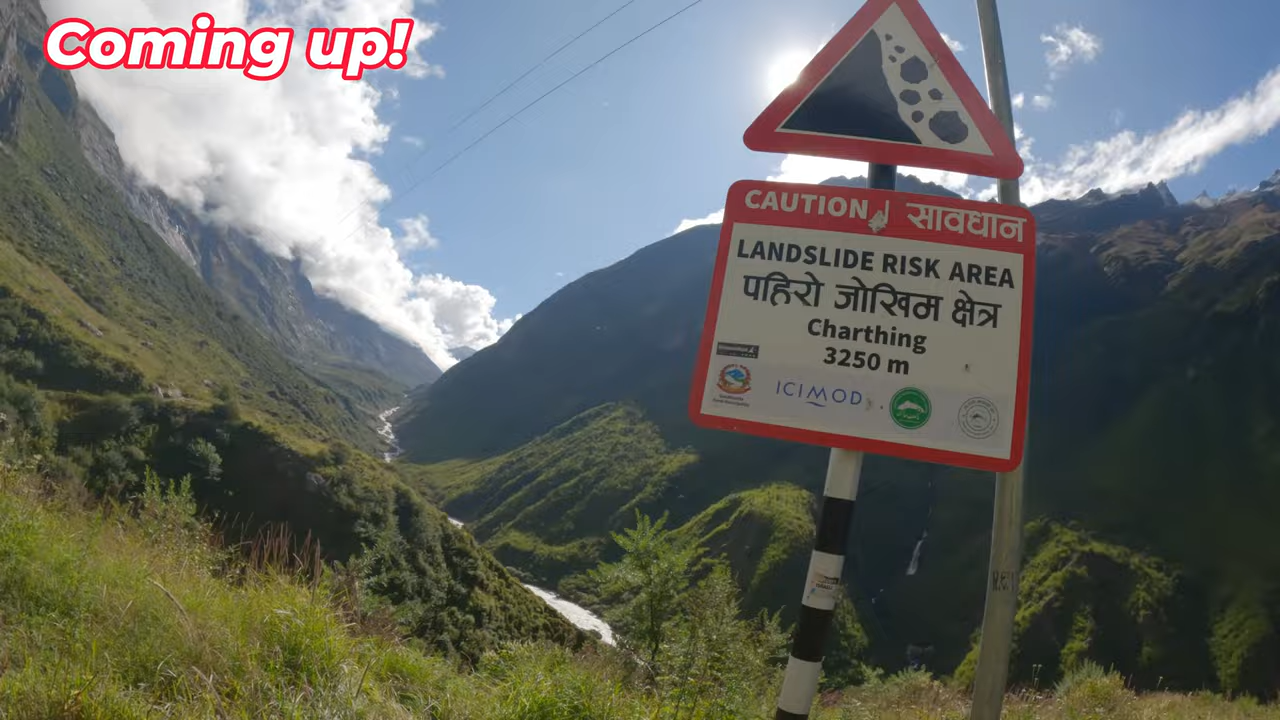 Coming up!
CAUTION सावधान
LANDSLIDE RISK AREA
पहिरो जोखिम क्षेत्र
Charthing
3250 m
ICIMOD